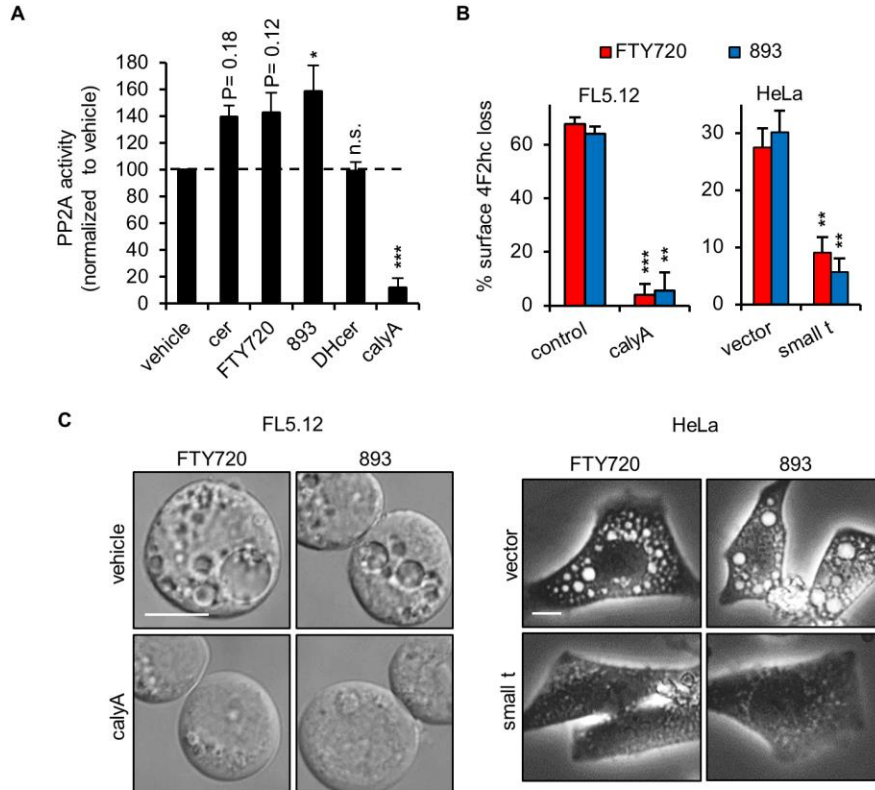 A
PP2A activity
(normalized to vehicle)
180
160
140
120
100
80
60
40
20
0
P= 0.18
P= 0.12
*
n.s.
***
vehicle
cer
FTY720
893
DHcer
calyA
B
FTY720
893
FL5.12
HeLa
% surface 4F2hc loss
80
60
40
20
0
***
**
control
calyA
30
20
10
0
**
**
vector
small t
C
FL5.12
HeLa
FTY720
893
FTY720
893
vehicle
vector
calyA
small t